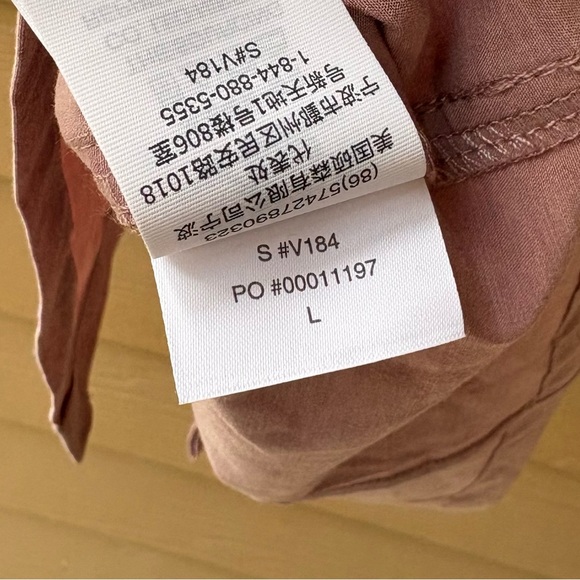 (86)57427890323
美国硕森有限公司宁波
代表处
宁波市鄞州区民安路1018
号新天地1号楼806室
1-844-880-5355
S#V184
S #V184
PO #00011197
L